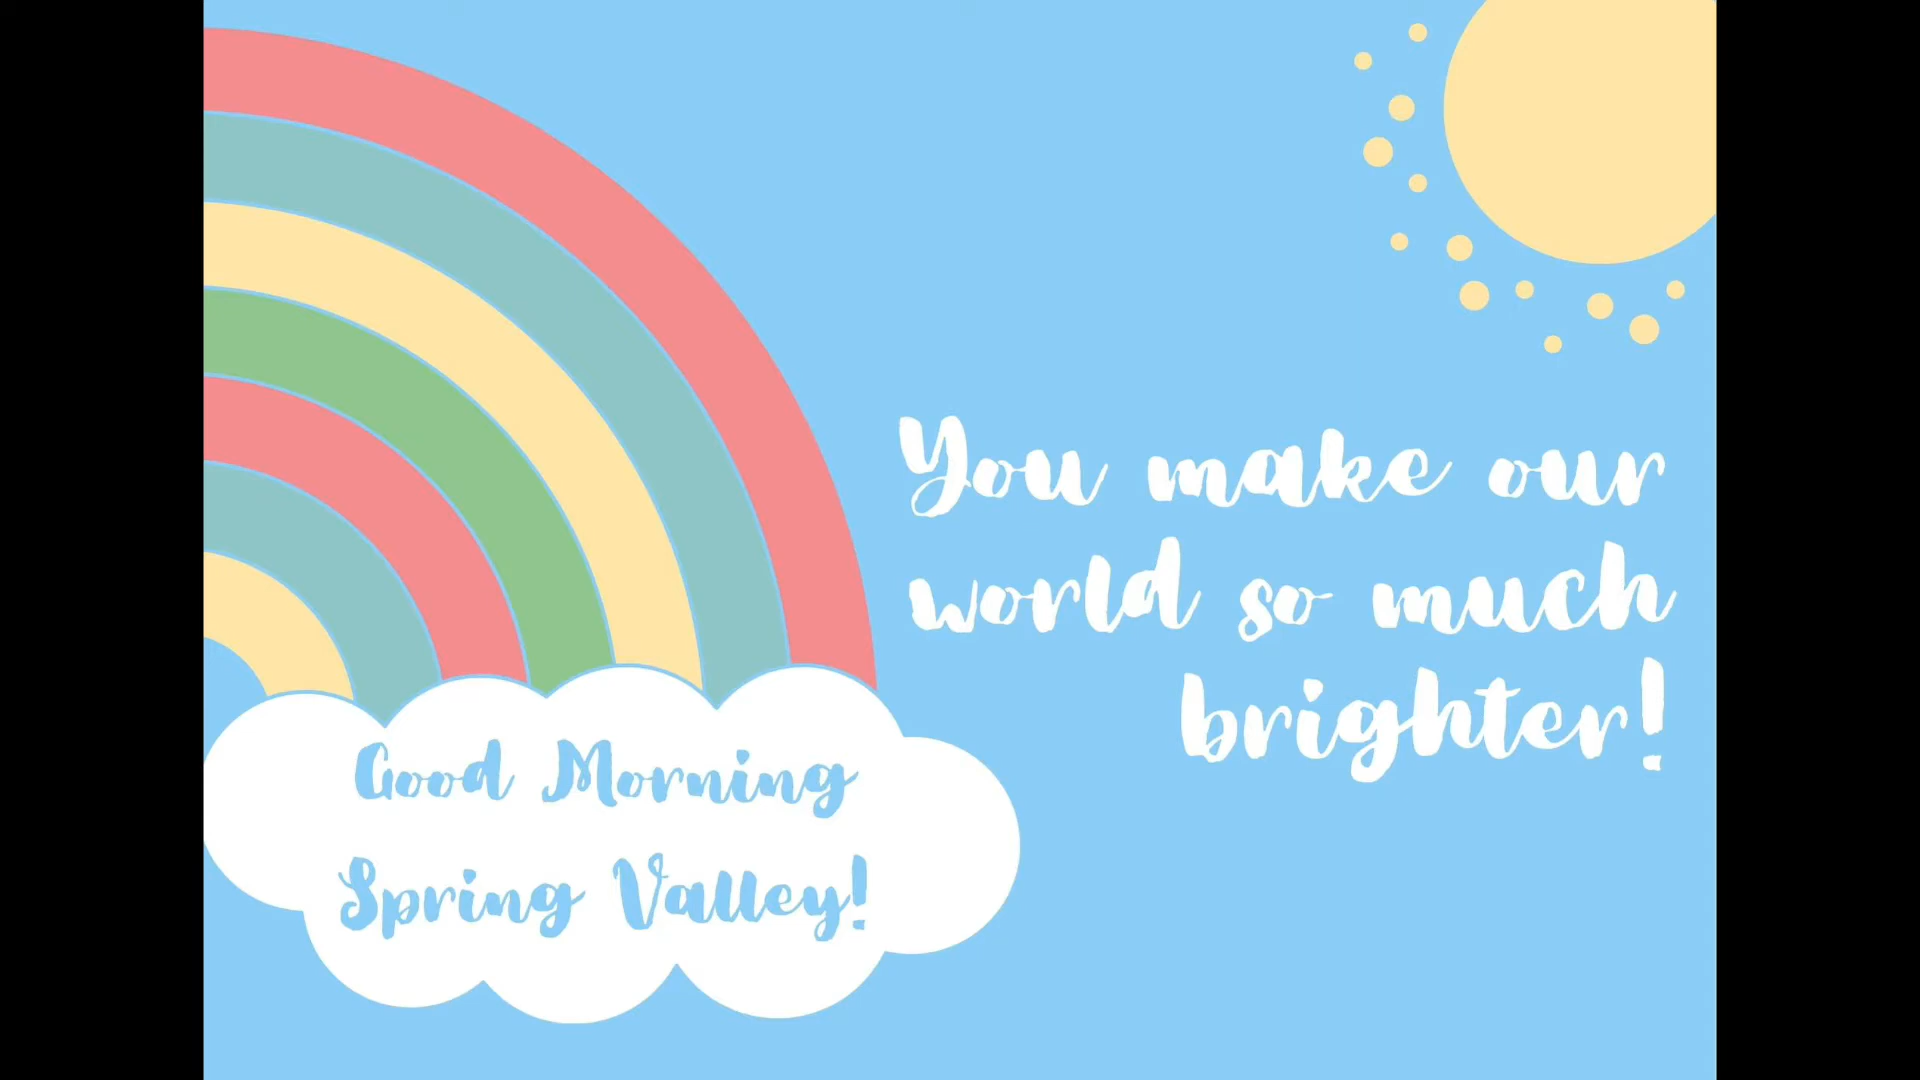 You make our
world so much
brighter!
Good Morning
Spring Valley!